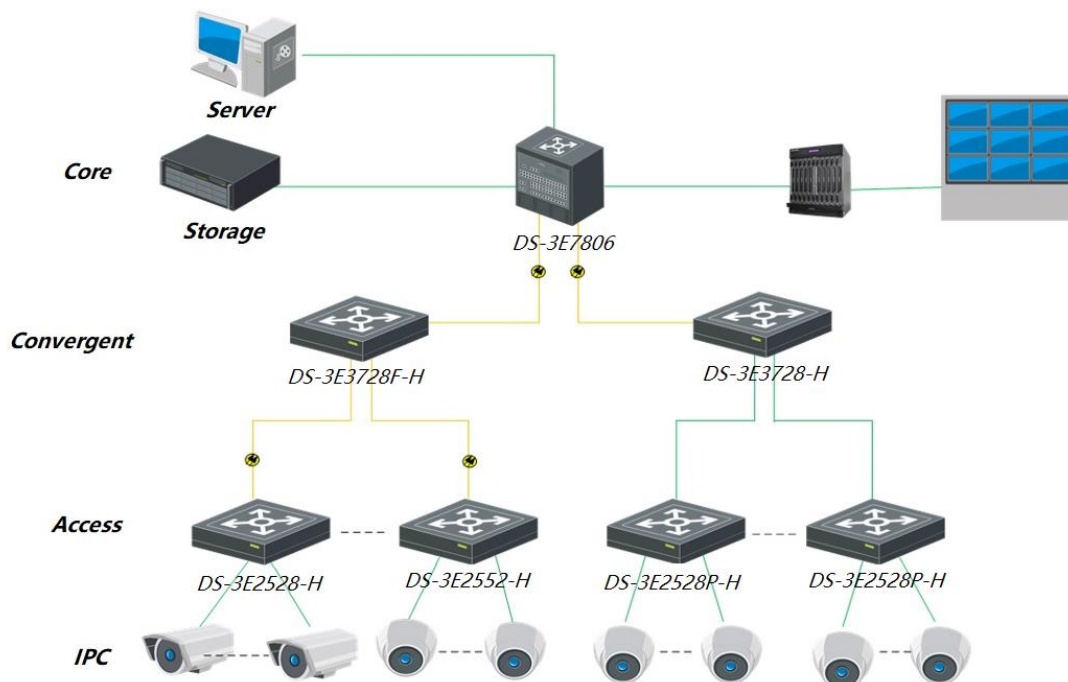 Server
Core
Storage
DS-3E7806
Convergent
DS-3E3728F-H
DS-3E3728-H
Access
DS-3E2528-H
DS-3E2552-H
DS-3E2528P-H
DS-3E2528P-H
IPC